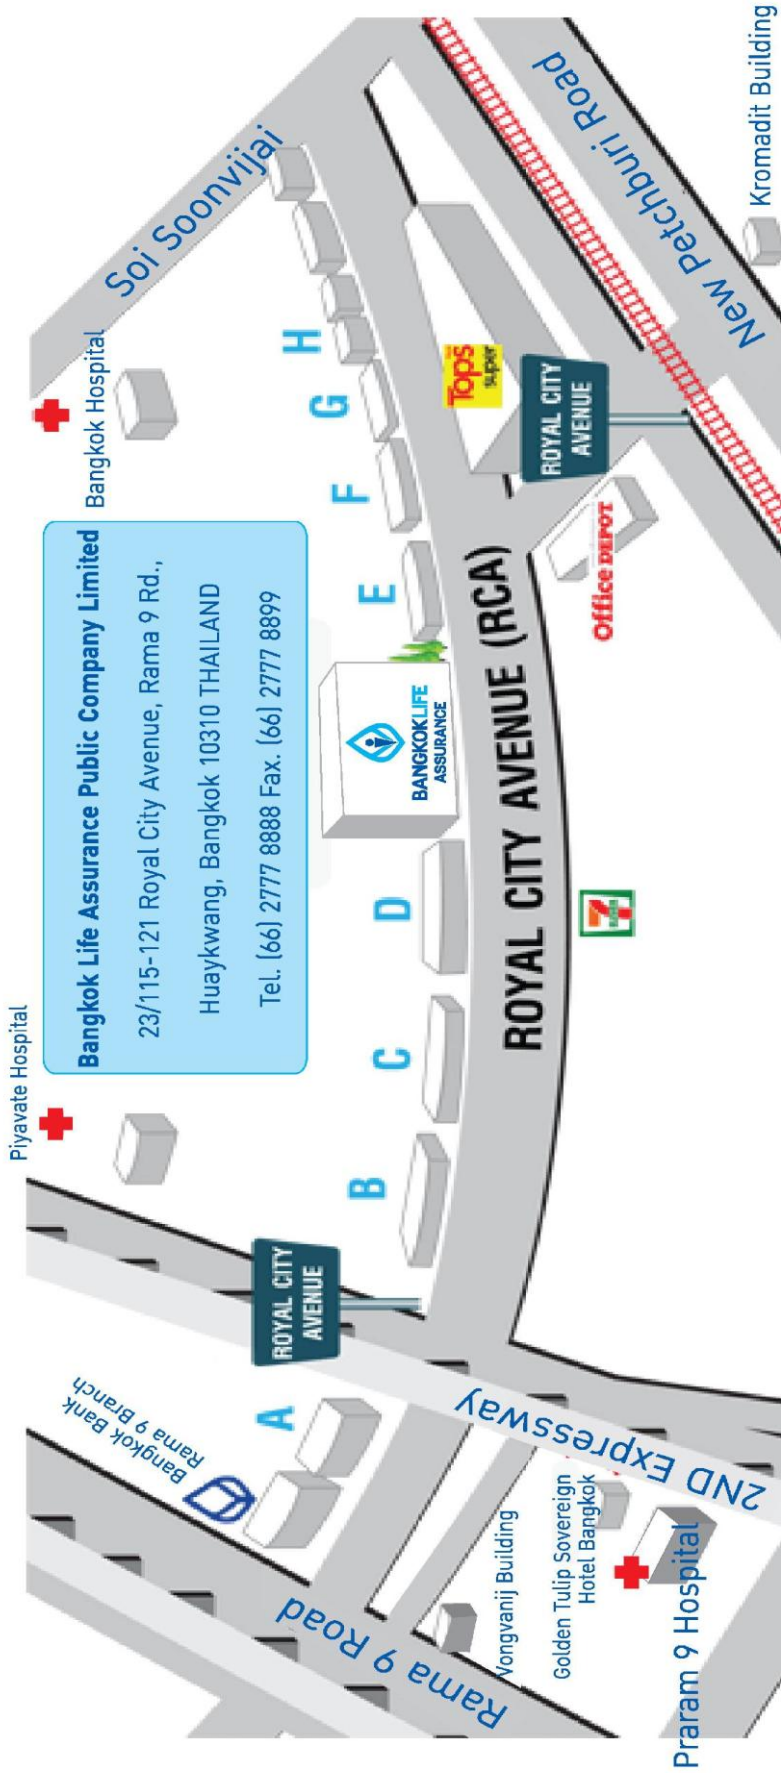 Piyavate Hospital
Bangkok Hospital
Soi Soonvijai
Bangkok Life Assurance Public Company Limited
23/115-121 Royal City Avenue, Rama 9 Rd.,
Huaykwang, Bangkok 10310 THAILAND
Tel. (66) 2777 8888 Fax. (66) 2777 8899
Bangkok Bank
Rama 9 Branch
A
ROYAL CITY
AVENUE
B
C
D
E
F
G
H
BANGKOKLIFE
ASSURANCE
Tops
super
ROYAL CITY
AVENUE
ROYAL CITY AVENUE (RCA)
Office DEPOT
7
ELEVEN
Rama 9 Road
2ND Expressway
Vongvanij Building
Golden Tulip Sovereign
Hotel Bangkok
Praram 9 Hospital
New Petchburi Road
Kromadit Building